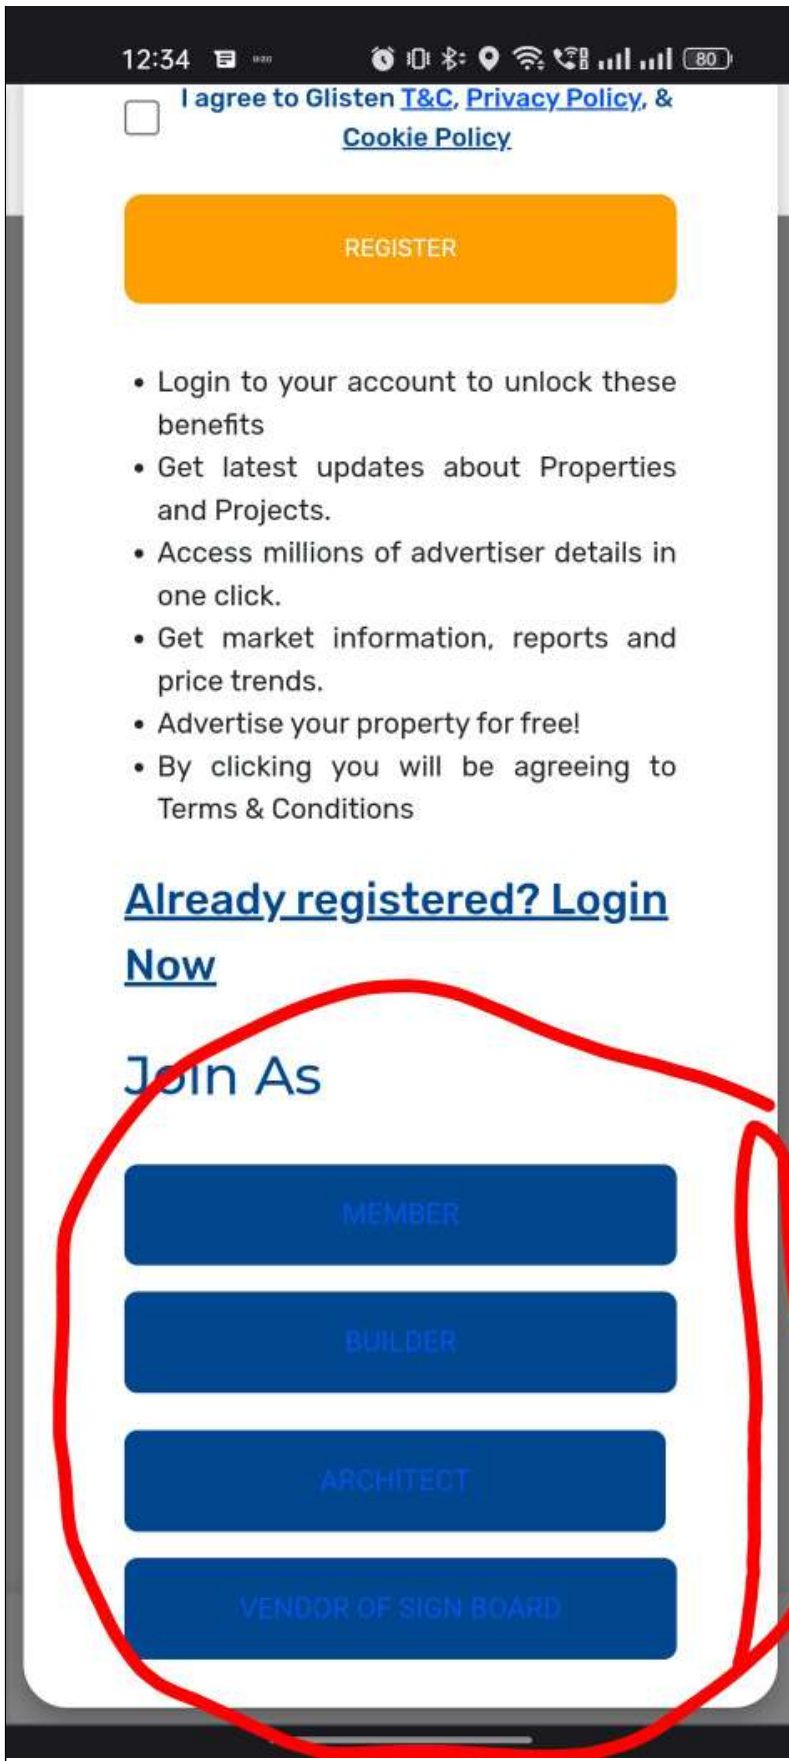 12:34
80
I agree to Glisten T&C, Privacy Policy, &
Cookie Policy
REGISTER
• Login to your account to unlock these
benefits
• Get latest updates about Properties
and Projects.
• Access millions of advertiser details in
one click.
• Get market information, reports and
price trends.
• Advertise your property for free!
• By clicking you will be agreeing to
Terms & Conditions
Already registered? Login
Now
Join As
MEMBER
BUILDER
ARCHITECT
VENDOR OF SIGN BOARD